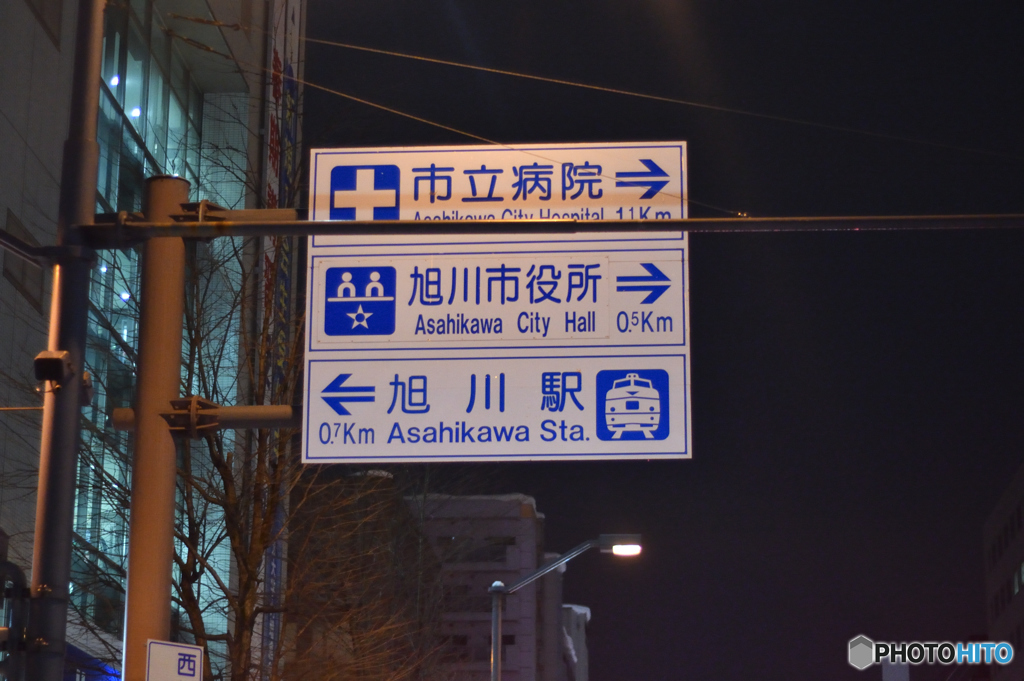 市立病院
Asahikawa City Hospital 1.1Km
旭川市役所
Asahikawa City Hall 0.5Km
旭川駅
0.7Km Asahikawa Sta.
西
PHOTOHITO